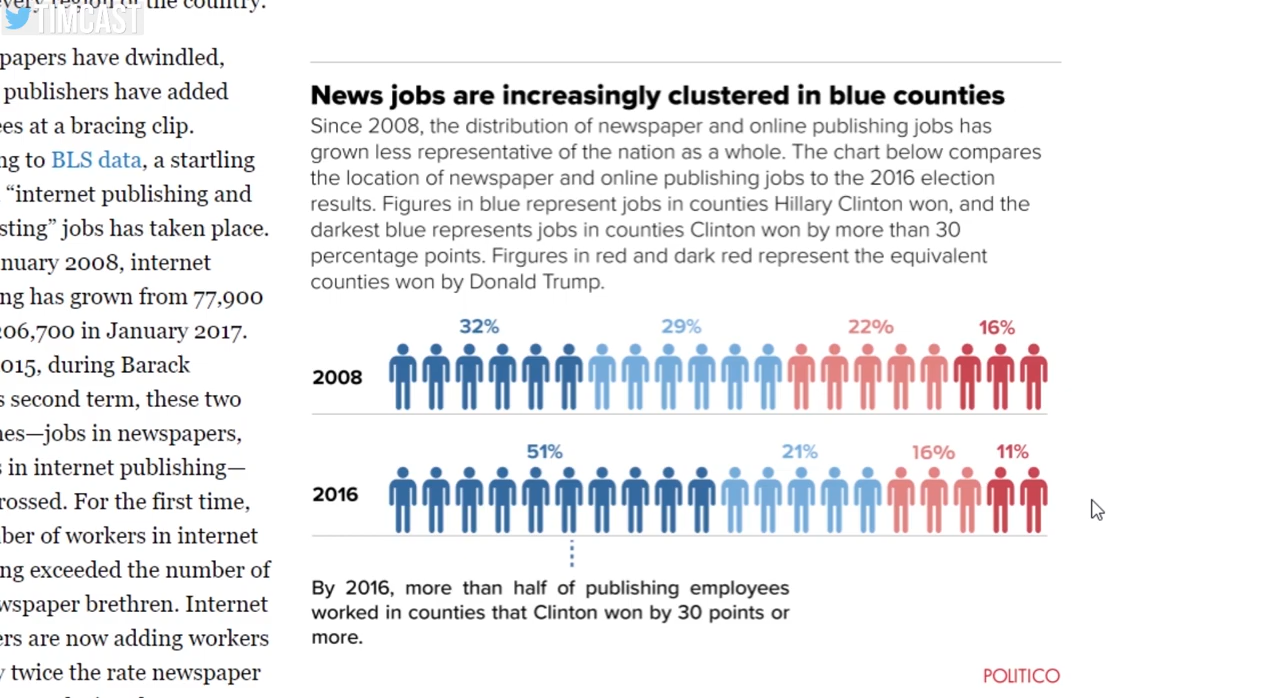 every region of the country.
TIMCAST
papers have dwindled,
publishers have added
es at a bracing clip.
ng to BLS data, a startling
“internet publishing and
sting” jobs has taken place.
nuary 2008, internet
ng has grown from 77,900
206,700 in January 2017.
015, during Barack
s second term, these two
nes—jobs in newspapers,
s in internet publishing—
rossed. For the first time,
ber of workers in internet
ng exceeded the number of
wspaper brethren. Internet
ers are now adding workers
y twice the rate newspaper
News jobs are increasingly clustered in blue counties
Since 2008, the distribution of newspaper and online publishing jobs has
grown less representative of the nation as a whole. The chart below compares
the location of newspaper and online publishing jobs to the 2016 election
results. Figures in blue represent jobs in counties Hillary Clinton won, and the
darkest blue represents jobs in counties Clinton won by more than 30
percentage points. Firgures in red and dark red represent the equivalent
counties won by Donald Trump.
32% 29% 22% 16%
2008
51% 21% 16% 11%
2016
By 2016, more than half of publishing employees
worked in counties that Clinton won by 30 points or
more.
POLITICO